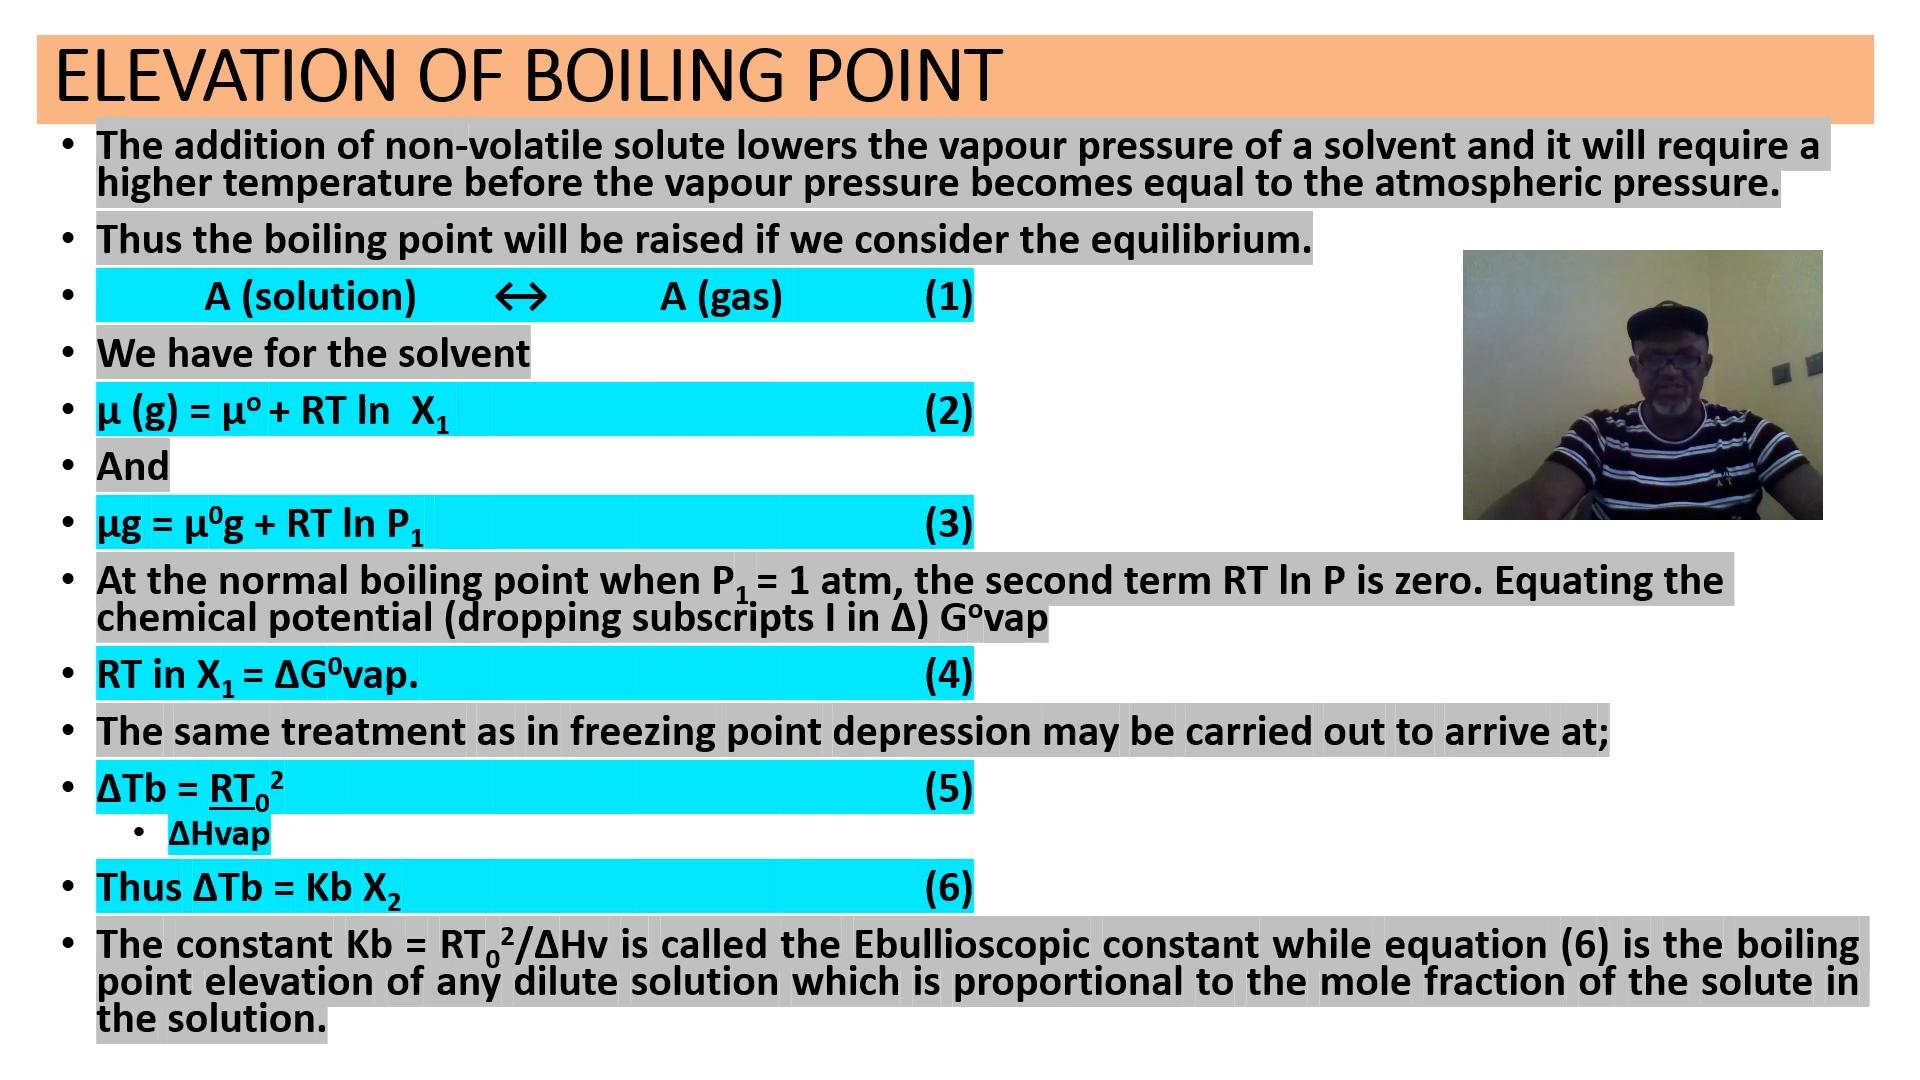 ELEVATION OF BOILING POINT
• The addition of non-volatile solute lowers the vapour pressure of a solvent and it will require a
higher temperature before the vapour pressure becomes equal to the atmospheric pressure.
• Thus the boiling point will be raised if we consider the equilibrium.
• A (solution) ↔ A (gas) (1)
• We have for the solvent
• µ (g) = µᵒ + RT ln X₁ (2)
• And
• µg = µ⁰g + RT ln P₁ (3)
• At the normal boiling point when P₁ = 1 atm, the second term RT ln P is zero. Equating the
chemical potential (dropping subscripts I in Δ) Gᵒvap
• RT in X₁ = ΔG⁰vap. (4)
• The same treatment as in freezing point depression may be carried out to arrive at;
• ΔTb = RT₀² (5)
• ΔHvap
• Thus ΔTb = Kb X₂ (6)
• The constant Kb = RT₀²/ΔHv is called the Ebullioscopic constant while equation (6) is the boiling
point elevation of any dilute solution which is proportional to the mole fraction of the solute in
the solution.